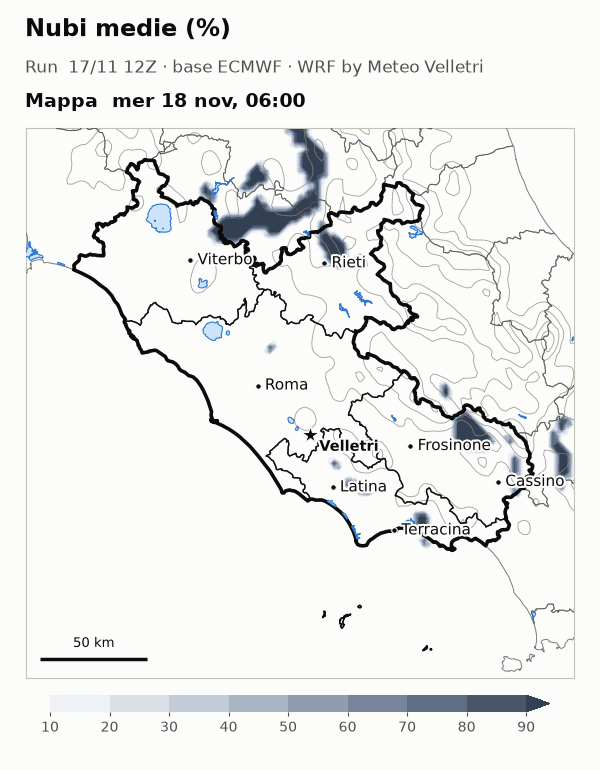 Nubi medie (%)
Run  17/11 12Z · base ECMWF · WRF by Meteo Velletri
Mappa  mer 18 nov, 06:00
Viterbo
Rieti
Roma
Velletri
Frosinone
Latina
Cassino
Terracina
50 km
10 20 30 40 50 60 70 80 90